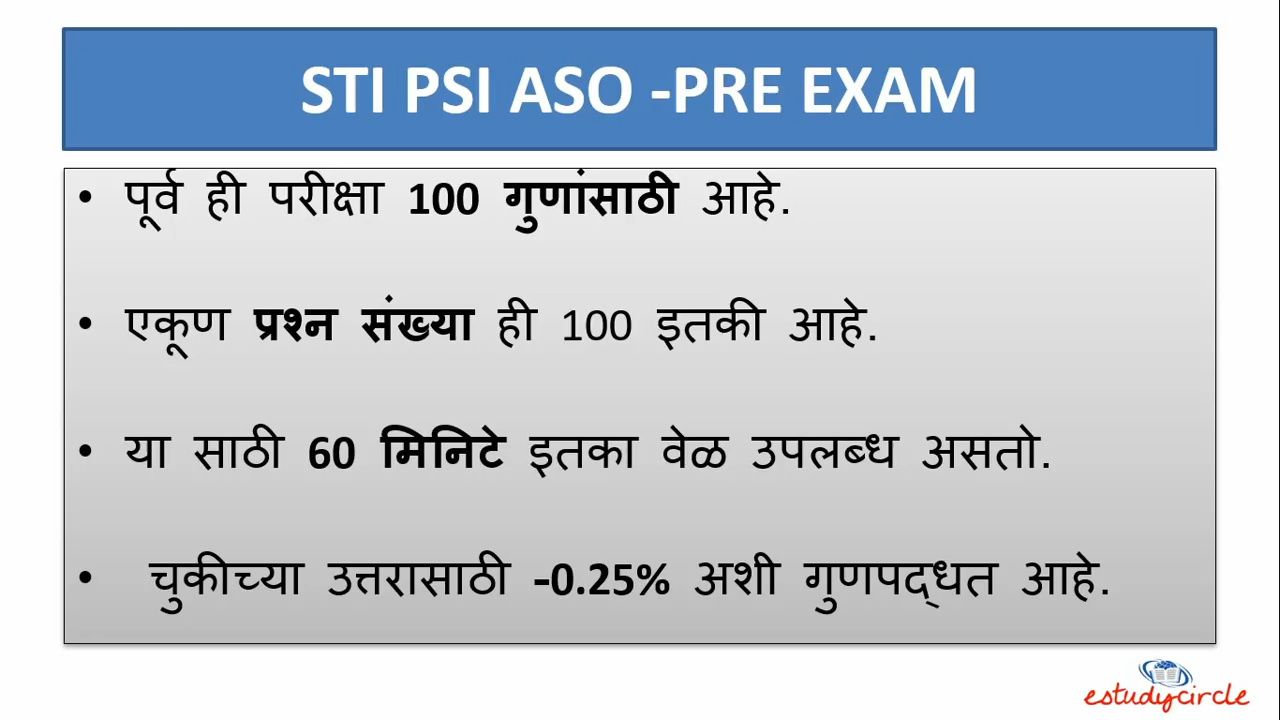 STI PSI ASO -PRE EXAM
• पूर्व ही परीक्षा 100 गुणांसाठी आहे.
• एकूण प्रश्न संख्या ही 100 इतकी आहे.
• या साठी 60 मिनिटे इतका वेळ उपलब्ध असतो.
• चुकीच्या उत्तरासाठी -0.25% अशी गुणपद्धत आहे.
estudycircle